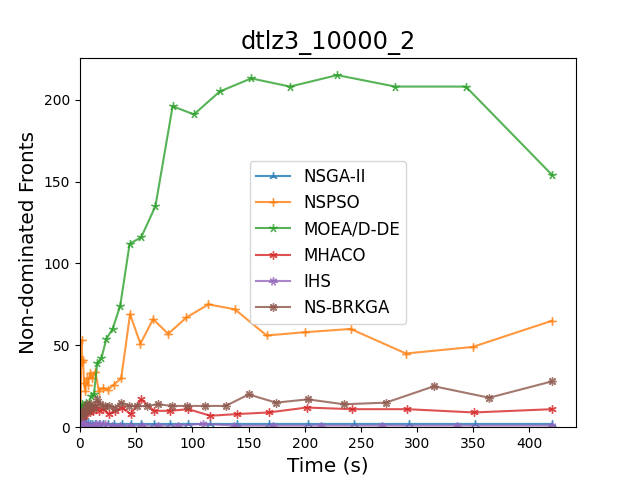 dtlz3_10000_2
Non-dominated Fronts
200
150
100
50
0
NSGA-II
NSPSO
MOEA/D-DE
MHACO
IHS
NS-BRKGA
0 50 100 150 200 250 300 350 400
Time (s)